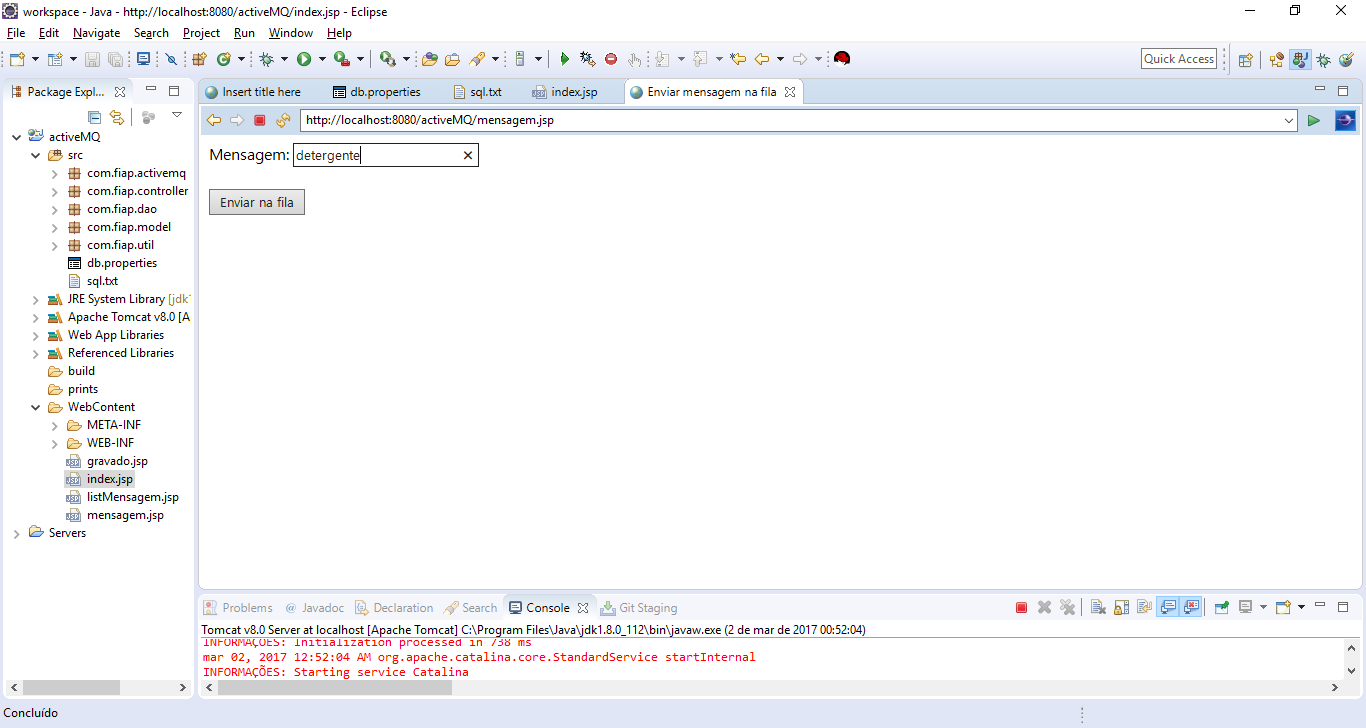 workspace - Java - http://localhost:8080/activeMQ/index.jsp - Eclipse
File Edit Navigate Search Project Run Window Help
Quick Access
Package Expl...
Insert title here db.properties sql.txt index.jsp Enviar mensagem na fila
http://localhost:8080/activeMQ/mensagem.jsp
activeMQ
src
com.fiap.activemq
com.fiap.controller
com.fiap.dao
com.fiap.model
com.fiap.util
db.properties
sql.txt
JRE System Library [jdk1
Apache Tomcat v8.0 [A
Web App Libraries
Referenced Libraries
build
prints
WebContent
META-INF
WEB-INF
gravado.jsp
index.jsp
listMensagem.jsp
mensagem.jsp
Servers
Mensagem: detergente
Enviar na fila
Problems @ Javadoc Declaration Search Console Git Staging
Tomcat v8.0 Server at localhost [Apache Tomcat] C:\Program Files\Java\jdk1.8.0_112\bin\javaw.exe (2 de mar de 2017 00:52:04)
INFORMAÇÕES: Initialization processed in 738 ms
mar 02, 2017 12:52:04 AM org.apache.catalina.core.StandardService startInternal
INFORMAÇÕES: Starting service Catalina
Concluído